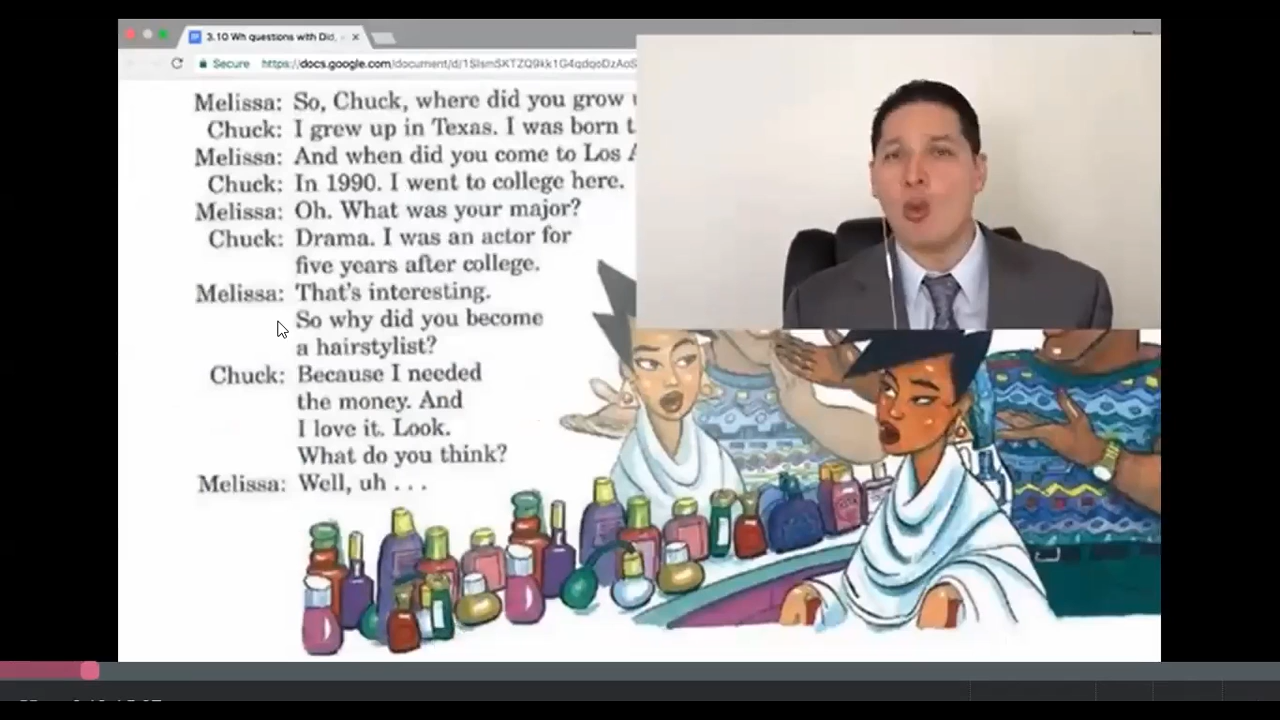 3.10 Wh questions with Did,
Secure https://docs.google.com/document/d/
Melissa: So, Chuck, where did you grow
Chuck: I grew up in Texas. I was born
Melissa: And when did you come to Los
Chuck: In 1990. I went to college here.
Melissa: Oh. What was your major?
Chuck: Drama. I was an actor for
five years after college.
Melissa: That's interesting.
So why did you become
a hairstylist?
Chuck: Because I needed
the money. And
I love it. Look.
What do you think?
Melissa: Well, uh . . .